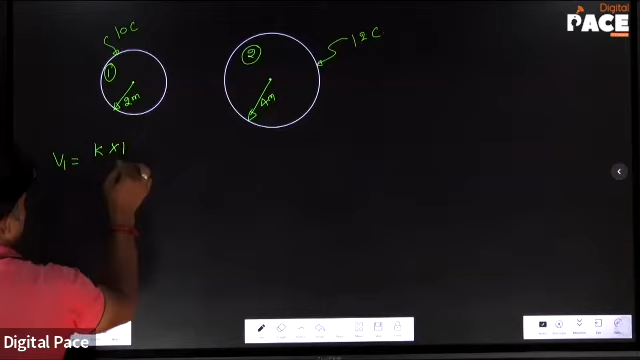 Digital
PACE
10C
12C
1
2
2m
4m
V1 = K×1
Digital Pace